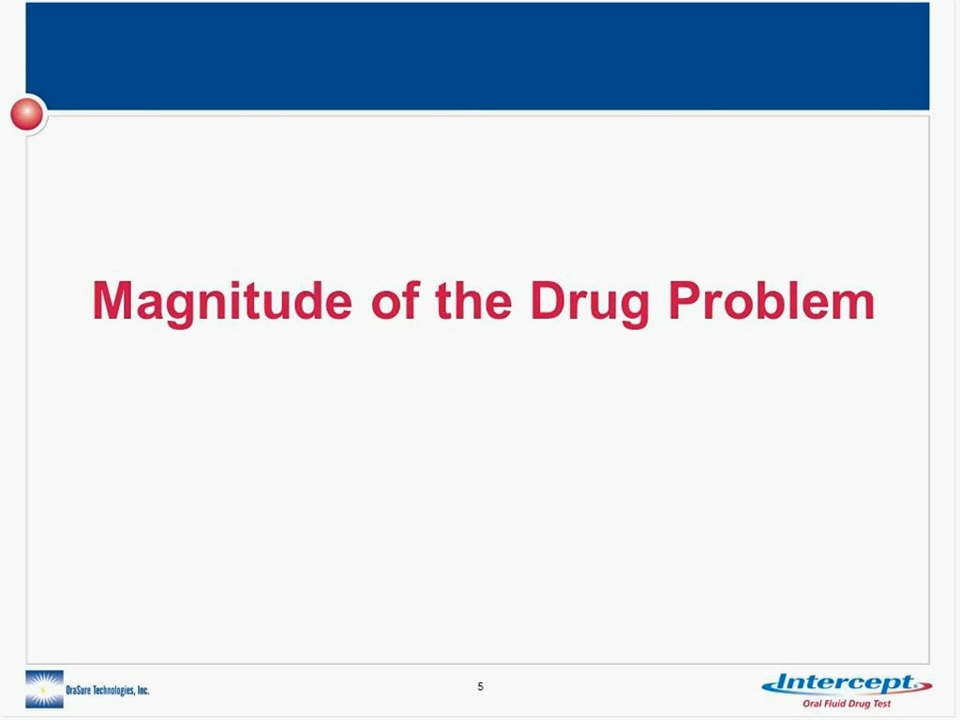 Magnitude of the Drug Problem
OraSure Technologies, Inc.
5
Intercept®
Oral Fluid Drug Test